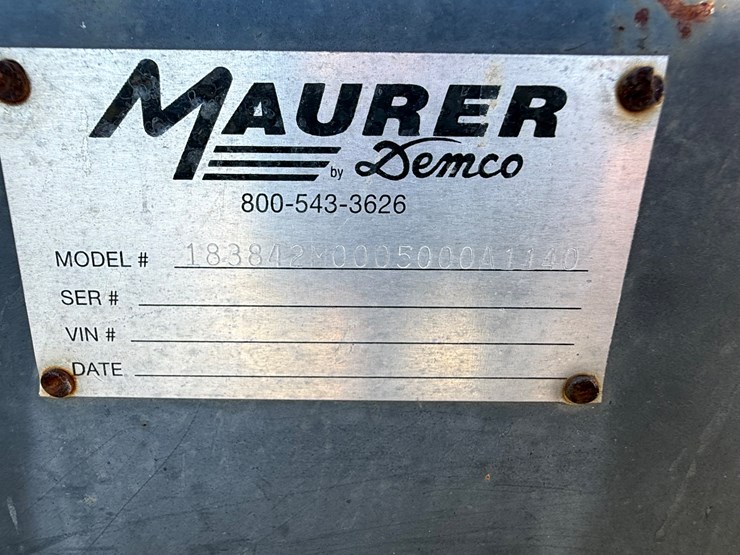 MAURER
by Demco
800-543-3626
MODEL # 183842M0005000A1140
SER #
VIN #
DATE